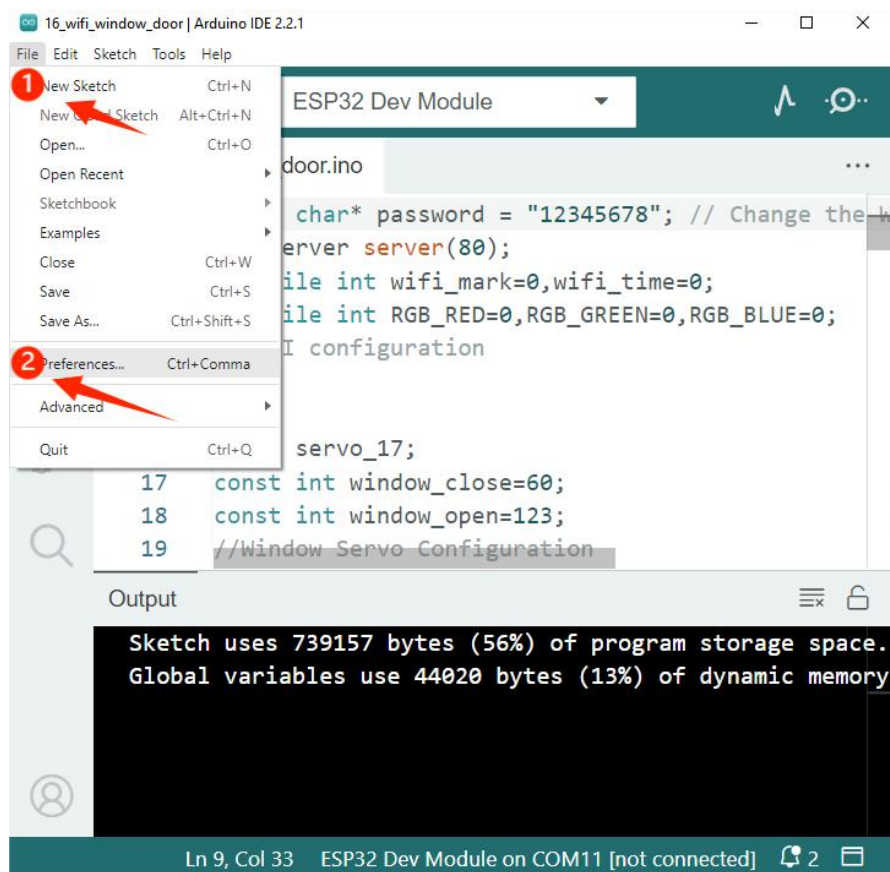 16_wifi_window_door | Arduino IDE 2.2.1
File Edit Sketch Tools Help
1
New Sketch Ctrl+N
New Cloud Sketch Alt+Ctrl+N
Open... Ctrl+O
Open Recent
Sketchbook
Examples
Close Ctrl+W
Save Ctrl+S
Save As... Ctrl+Shift+S
2
Preferences... Ctrl+Comma
Advanced
Quit Ctrl+Q
ESP32 Dev Module
door.ino
char* password = "12345678"; // Change the W
erver server(80);
ile int wifi_mark=0,wifi_time=0;
ile int RGB_RED=0,RGB_GREEN=0,RGB_BLUE=0;
I configuration
servo_17;
17 const int window_close=60;
18 const int window_open=123;
19 //Window Servo Configuration
Output
Sketch uses 739157 bytes (56%) of program storage space.
Global variables use 44020 bytes (13%) of dynamic memory
Ln 9, Col 33 ESP32 Dev Module on COM11 [not connected] 2